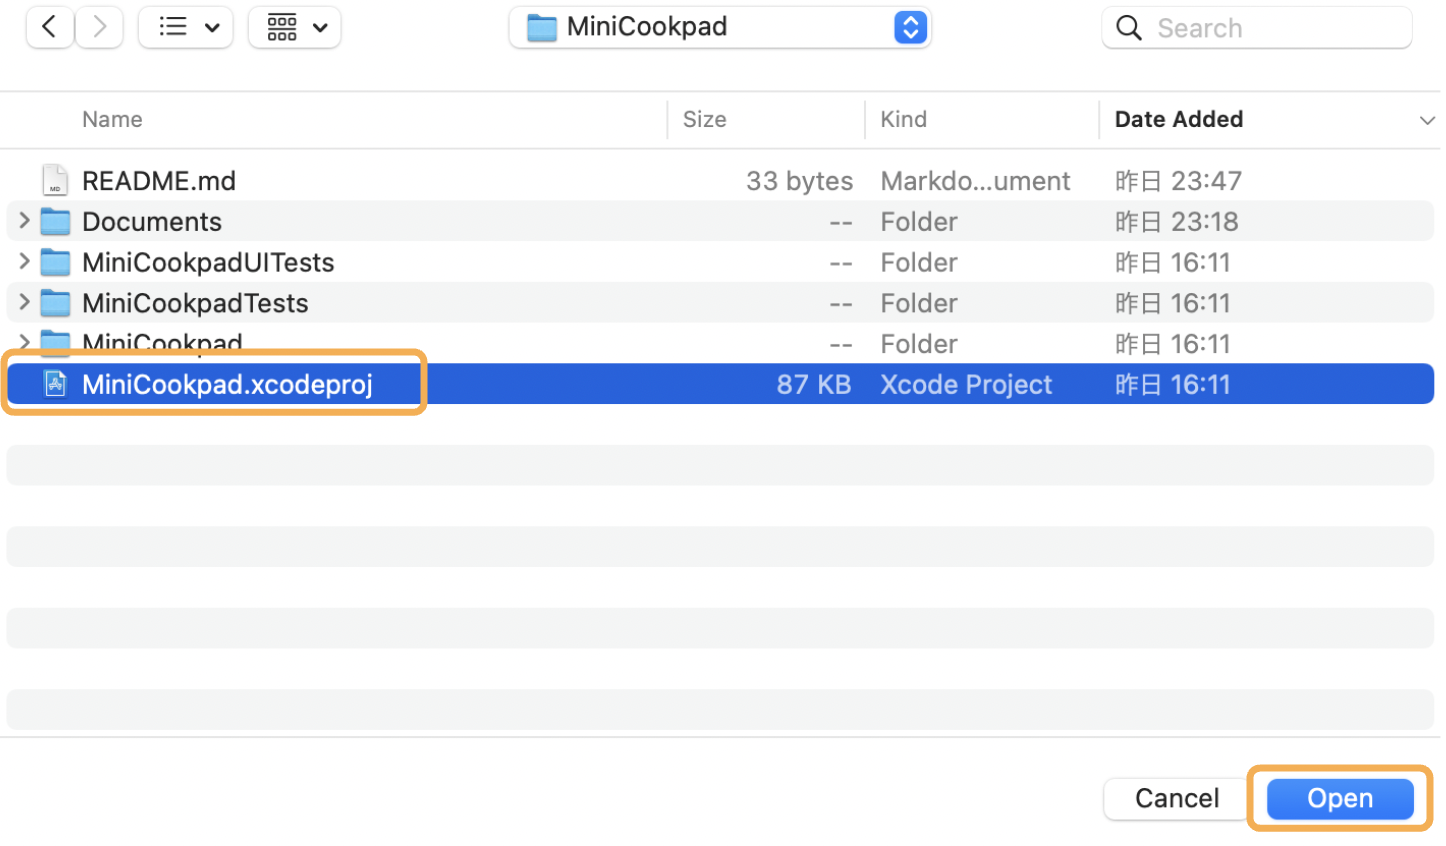 MiniCookpad Search
Name Size Kind Date Added
README.md 33 bytes Markdo...ument 昨日 23:47
Documents -- Folder 昨日 23:18
MiniCookpadUITests -- Folder 昨日 16:11
MiniCookpadTests -- Folder 昨日 16:11
MiniCookpad -- Folder 昨日 16:11
MiniCookpad.xcodeproj 87 KB Xcode Project 昨日 16:11
Cancel Open